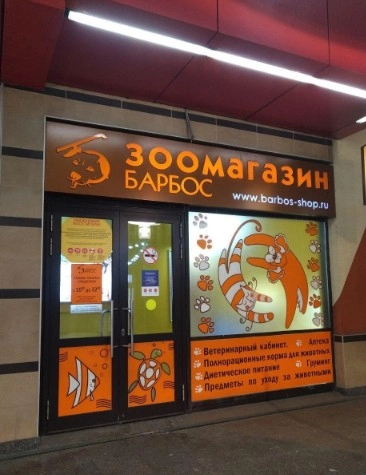 ЗООМАГАЗИН
БАРБОС
www.barbos-shop.ru
Ветеринарный кабинет.
Аптека
Полнорационные корма для животных
Диетическое питание
Груминг
Предметы по уходу за животными